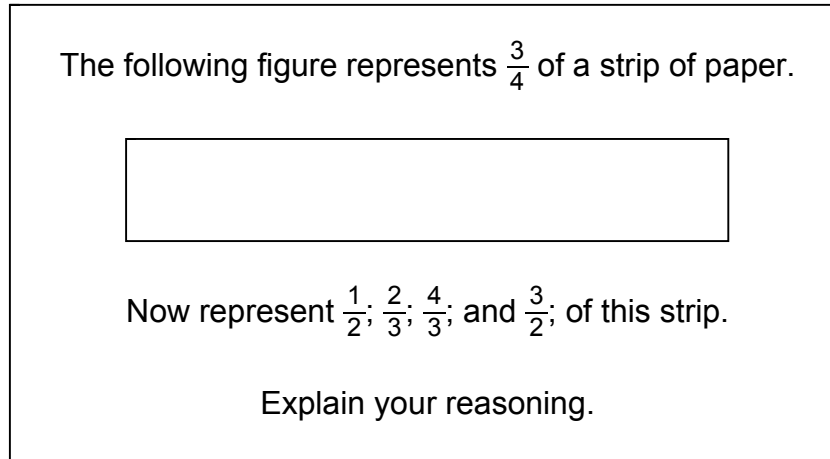 The following figure represents 3/4 of a strip of paper.
Now represent 1/2; 2/3; 4/3; and 3/2; of this strip.
Explain your reasoning.